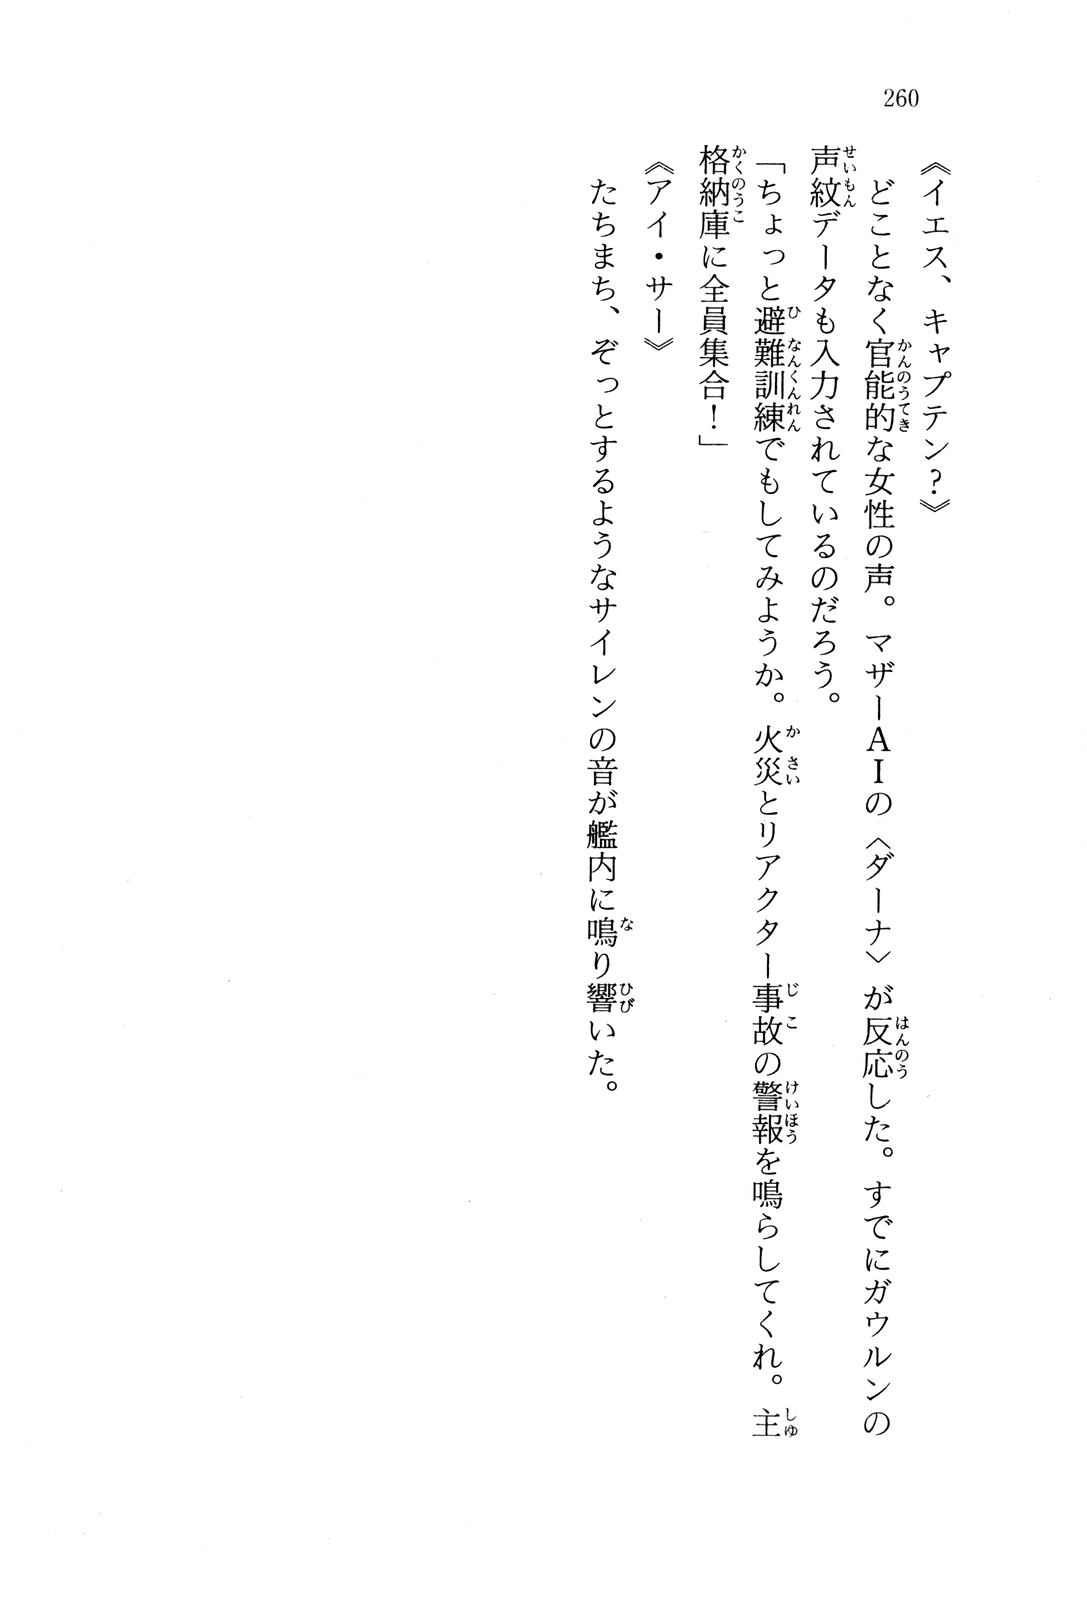 260
《イエス、キャプテン?》
どことなく官能的な女性の声。マザーAIの〈ダーナ〉が反応した。すでにガウルンの
声紋データも入力されているのだろう。
「ちょっと避難訓練でもしてみようか。火災とリアクター事故の警報を鳴らしてくれ。主
格納庫に全員集合!」
《アイ・サー》
たちまち、ぞっとするようなサイレンの音が艦内に鳴り響いた。